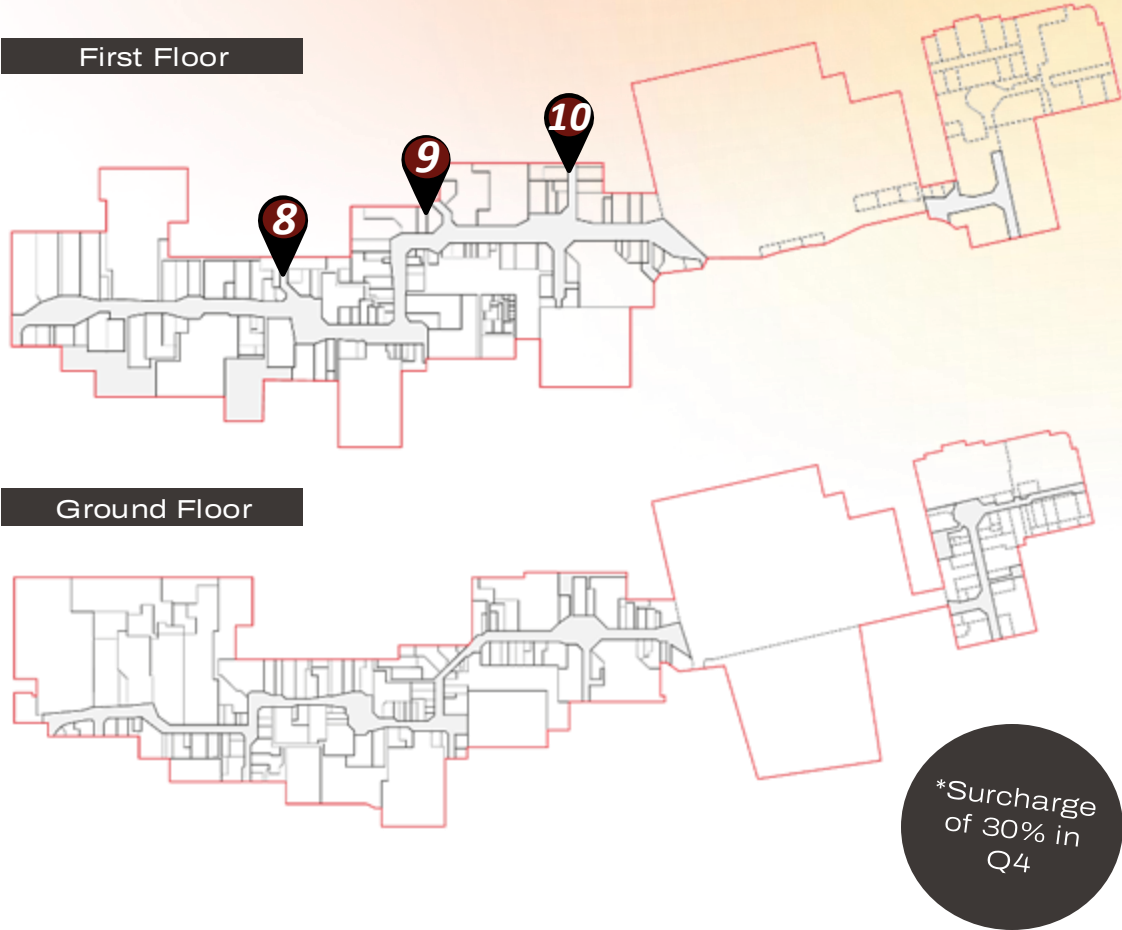 First Floor
10
9
8
Ground Floor
*Surcharge
of 30% in
Q4